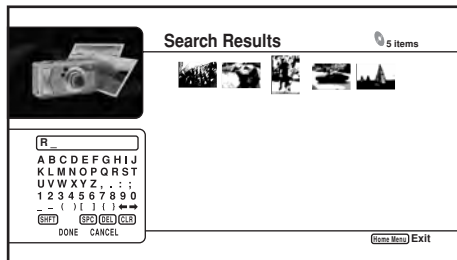 Search Results
5 items
R _
A B C D E F G H I J
K L M N O P Q R S T
U V W X Y Z , . : ;
1 2 3 4 5 6 7 8 9 0
_ – ( ) [ ] { } ⬅ ➡
SHFT SPC DEL CLR
DONE CANCEL
Home Menu Exit